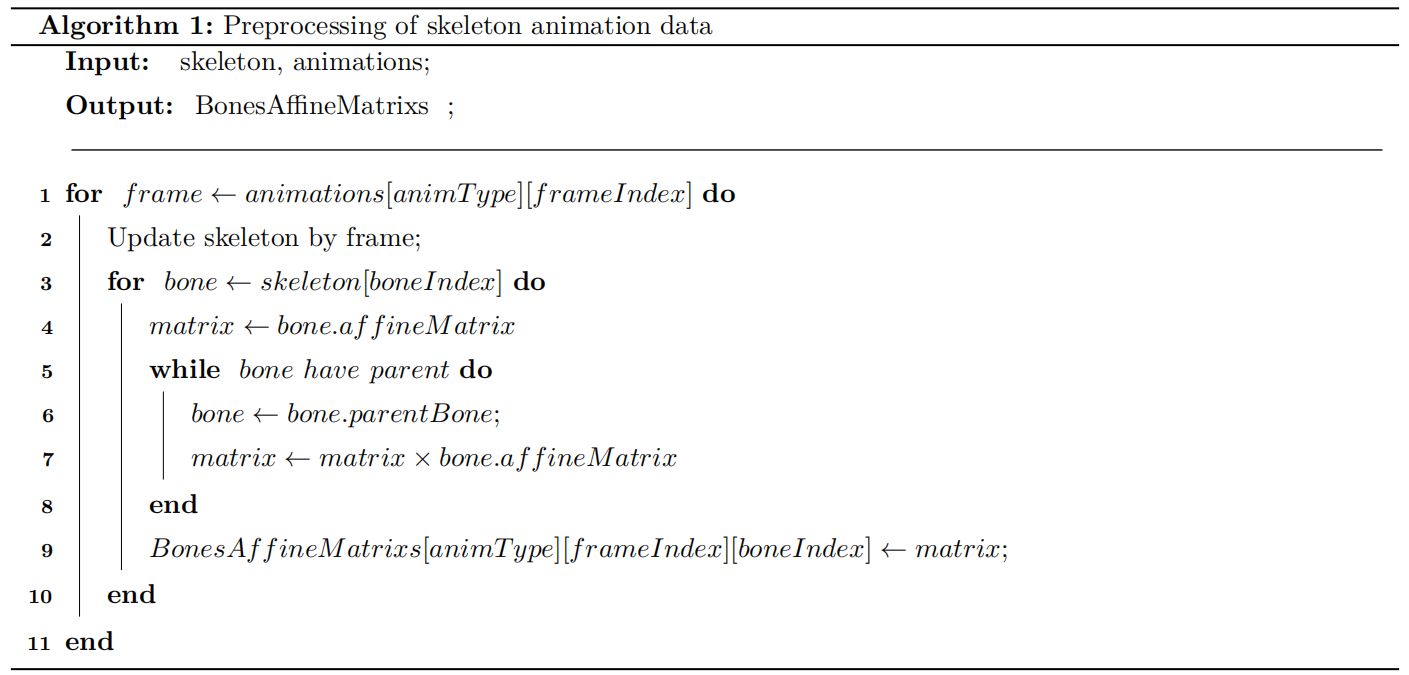 Algorithm 1: Preprocessing of skeleton animation data
Input: skeleton, animations;
Output: BonesAffineMatrixs ;
1 for frame ← animations[animType][frameIndex] do
2 Update skeleton by frame;
3 for bone ← skeleton[boneIndex] do
4 matrix ← bone.affineMatrix
5 while bone have parent do
6 bone ← bone.parentBone;
7 matrix ← matrix × bone.affineMatrix
8 end
9 BonesAffineMatrixs[animType][frameIndex][boneIndex] ← matrix;
10 end
11 end